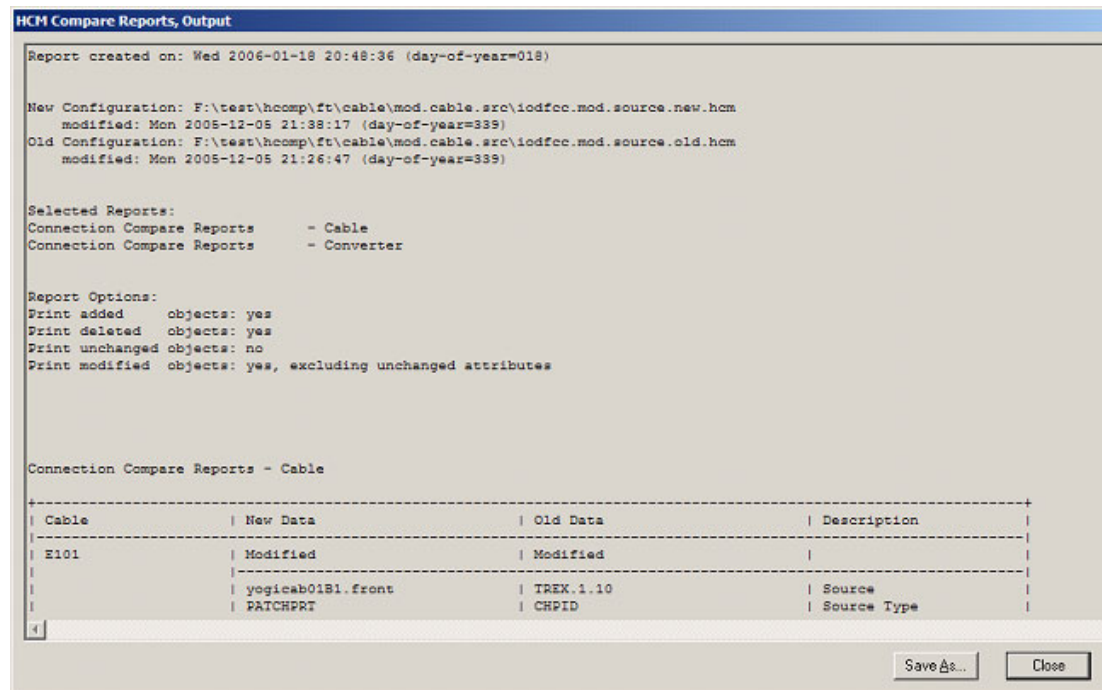 HCM Compare Reports, Output
Report created on: Wed 2006-01-18 20:48:36 (day-of-year=018)
New Configuration: F:\test\hcomp\ft\cable\mod.cable.src\iodfcc.mod.source.new.hcm
modified: Mon 2005-12-05 21:38:17 (day-of-year=339)
Old Configuration: F:\test\hcomp\ft\cable\mod.cable.src\iodfcc.mod.source.old.hcm
modified: Mon 2005-12-05 21:26:47 (day-of-year=339)
Selected Reports:
Connection Compare Reports - Cable
Connection Compare Reports - Converter
Report Options:
Print added objects: yes
Print deleted objects: yes
Print unchanged objects: no
Print modified objects: yes, excluding unchanged attributes
Connection Compare Reports - Cable
+-----------------------------------------------------------------------+
| Cable | New Data | Old Data | Description |
|-----------------------------------------------------------------------|
| E101 | Modified | Modified | |
| |-----------------------------------------------------------------------|
| | yogicab01B1.front | TREX.1.10 | Source |
| | PATCHPRT | CHPID | Source Type |
Save As... Close